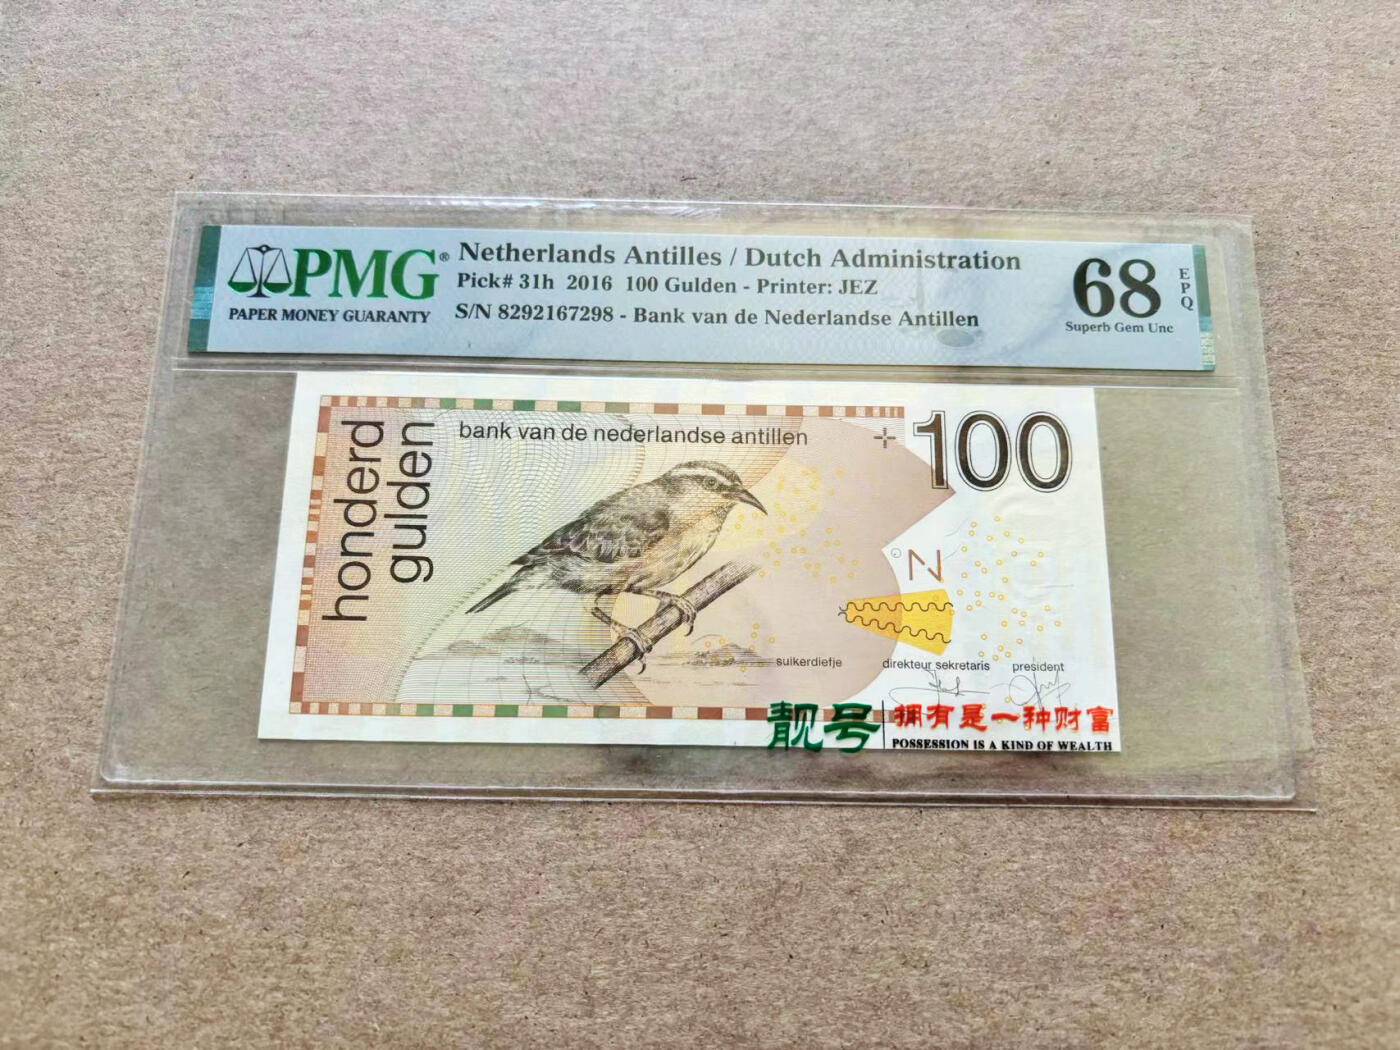 PMG®
PAPER MONEY GUARANTY
Netherlands Antilles / Dutch Administration
Pick# 31h 2016 100 Gulden - Printer: JEZ
S/N 8292167298 - Bank van de Nederlandse Antillen
68
EPQ
Superb Gem Unc
honderd
gulden
bank van de nederlandse antillen
100
N
suikerdiefje
direkteur sekretaris
president
靓号
拥有是一种财富
POSSESSION IS A KIND OF WEALTH